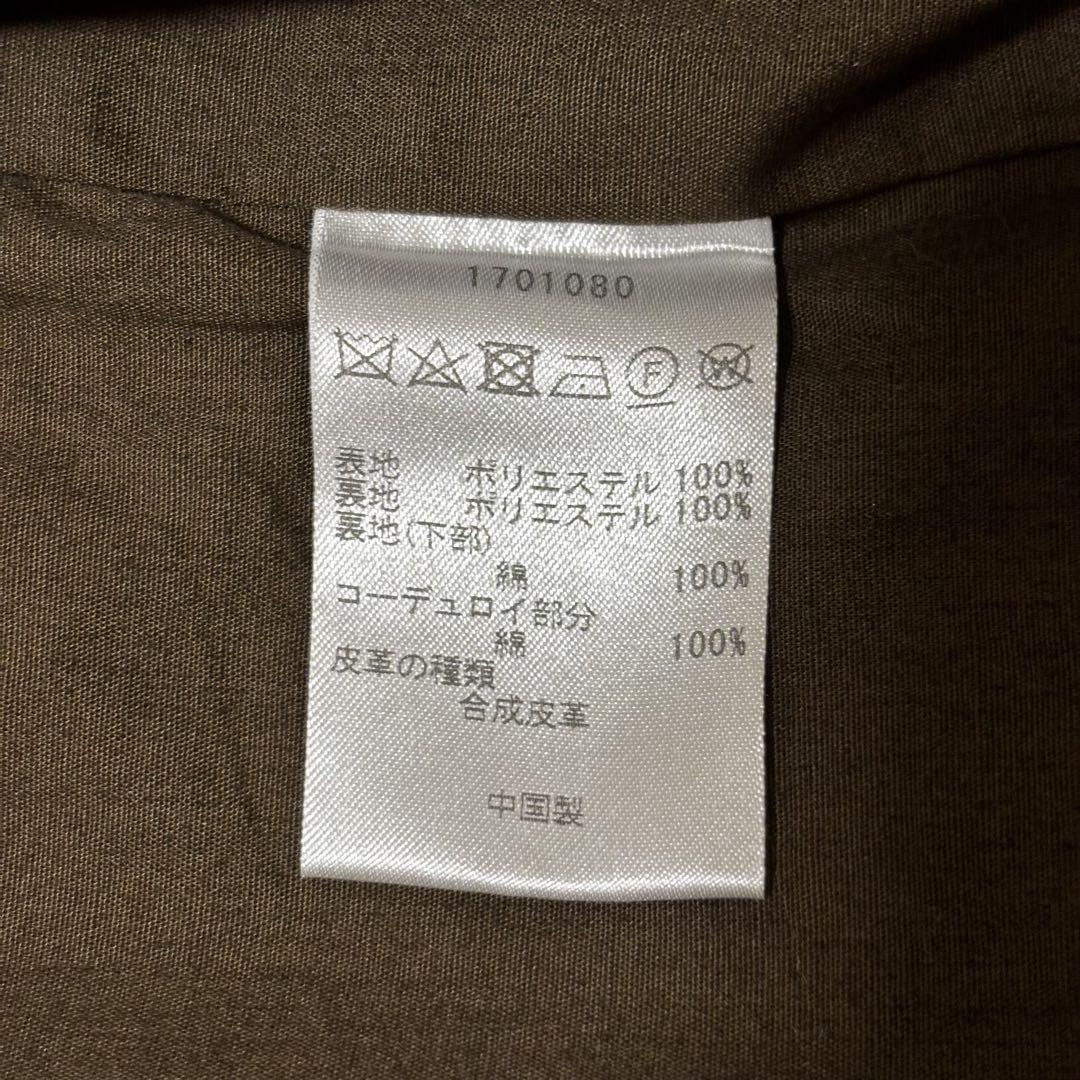 1701080
F W
表地 ポリエステル 100%
裏地 ポリエステル 100%
裏地(下部)
綿 100%
コーデュロイ部分
綿 100%
皮革の種類
合成皮革
中国製